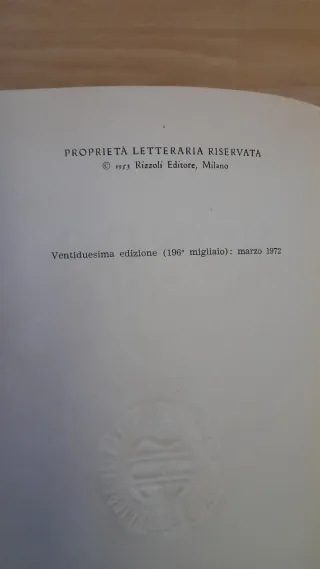 PROPRIETÀ LETTERARIA RISERVATA
© 1953 Rizzoli Editore, Milano
Ventiduesima edizione (196° migliaio): marzo 1972